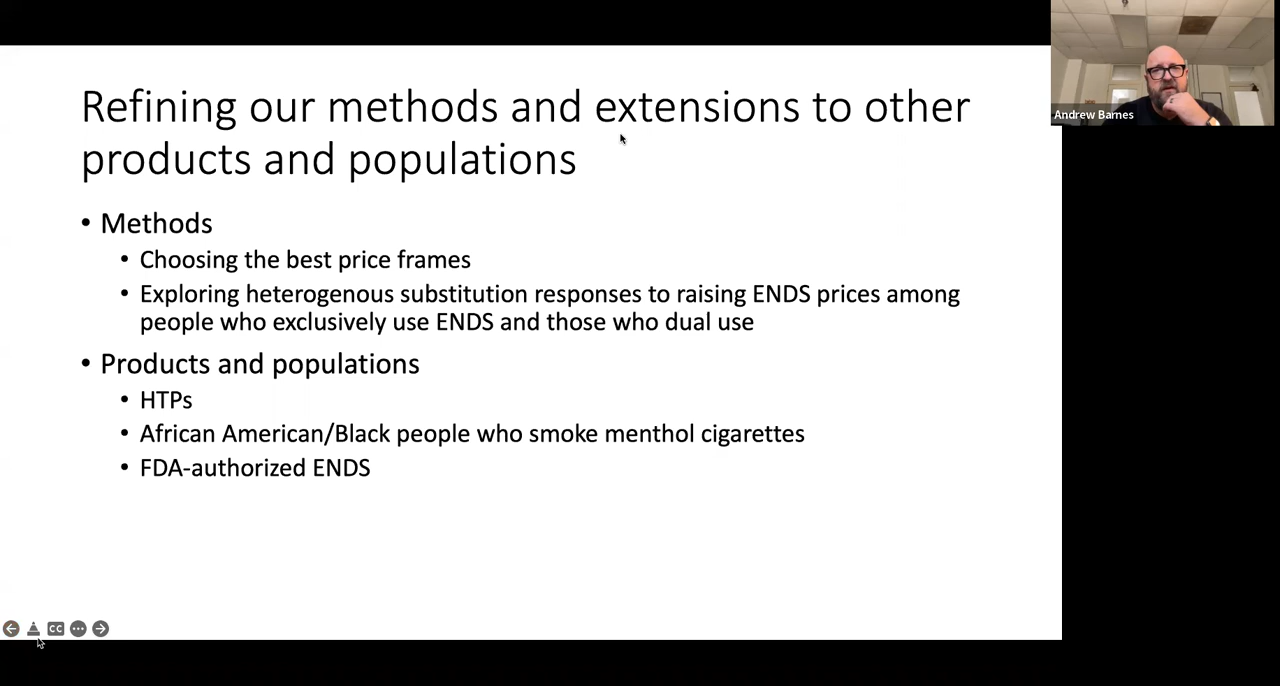 Refining our methods and extensions to other
products and populations
• Methods
• Choosing the best price frames
• Exploring heterogenous substitution responses to raising ENDS prices among
people who exclusively use ENDS and those who dual use
• Products and populations
• HTPs
• African American/Black people who smoke menthol cigarettes
• FDA-authorized ENDS
Andrew Barnes
CC